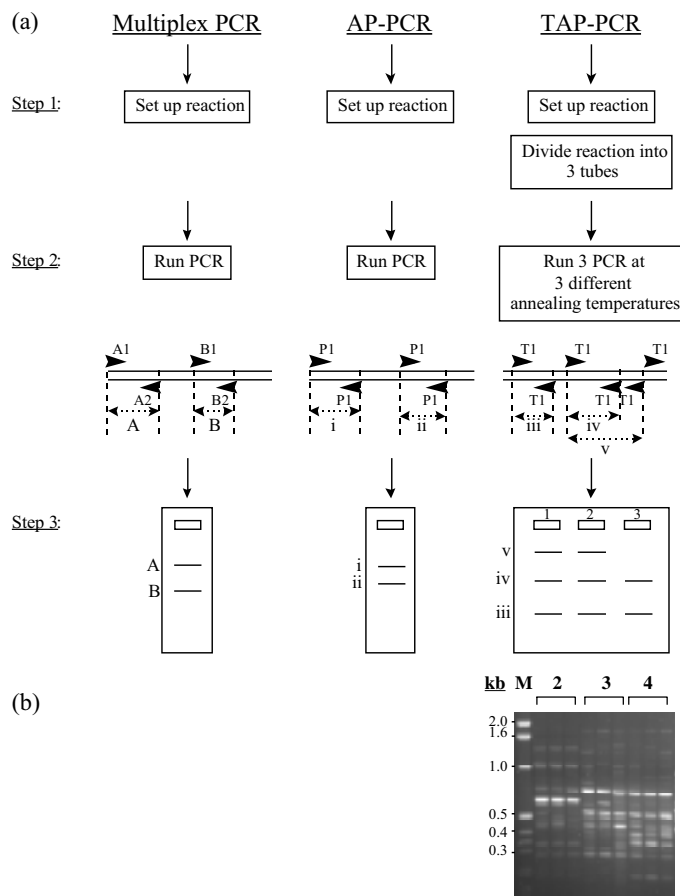 (a)
Multiplex PCR AP-PCR TAP-PCR
Step 1: Set up reaction Set up reaction Set up reaction
Divide reaction into
3 tubes
Step 2: Run PCR Run PCR Run 3 PCR at
3 different
annealing temperatures
A1 B1 P1 P1 T1 T1 T1
A2 B2 P1 P1 T1 T1 T1
A B i ii iii iv
v
Step 3:
1 2 3
v
A i iv
ii
B
iii
(b)
kb M 2 3 4
2.0
1.6
1.0
0.5
0.4
0.3